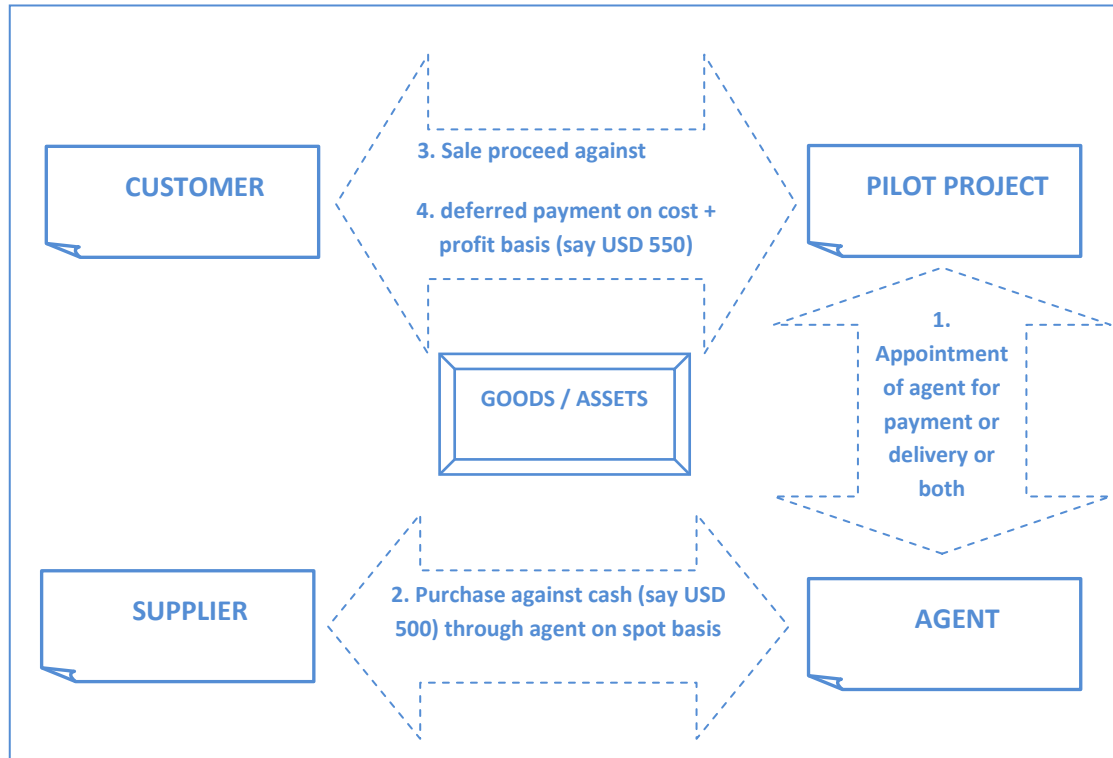 3. Sale proceed against
CUSTOMER
PILOT PROJECT
4. deferred payment on cost +
profit basis (say USD 550)
1.
Appointment
of agent for
payment or
delivery or
both
GOODS / ASSETS
2. Purchase against cash (say USD
500) through agent on spot basis
SUPPLIER
AGENT